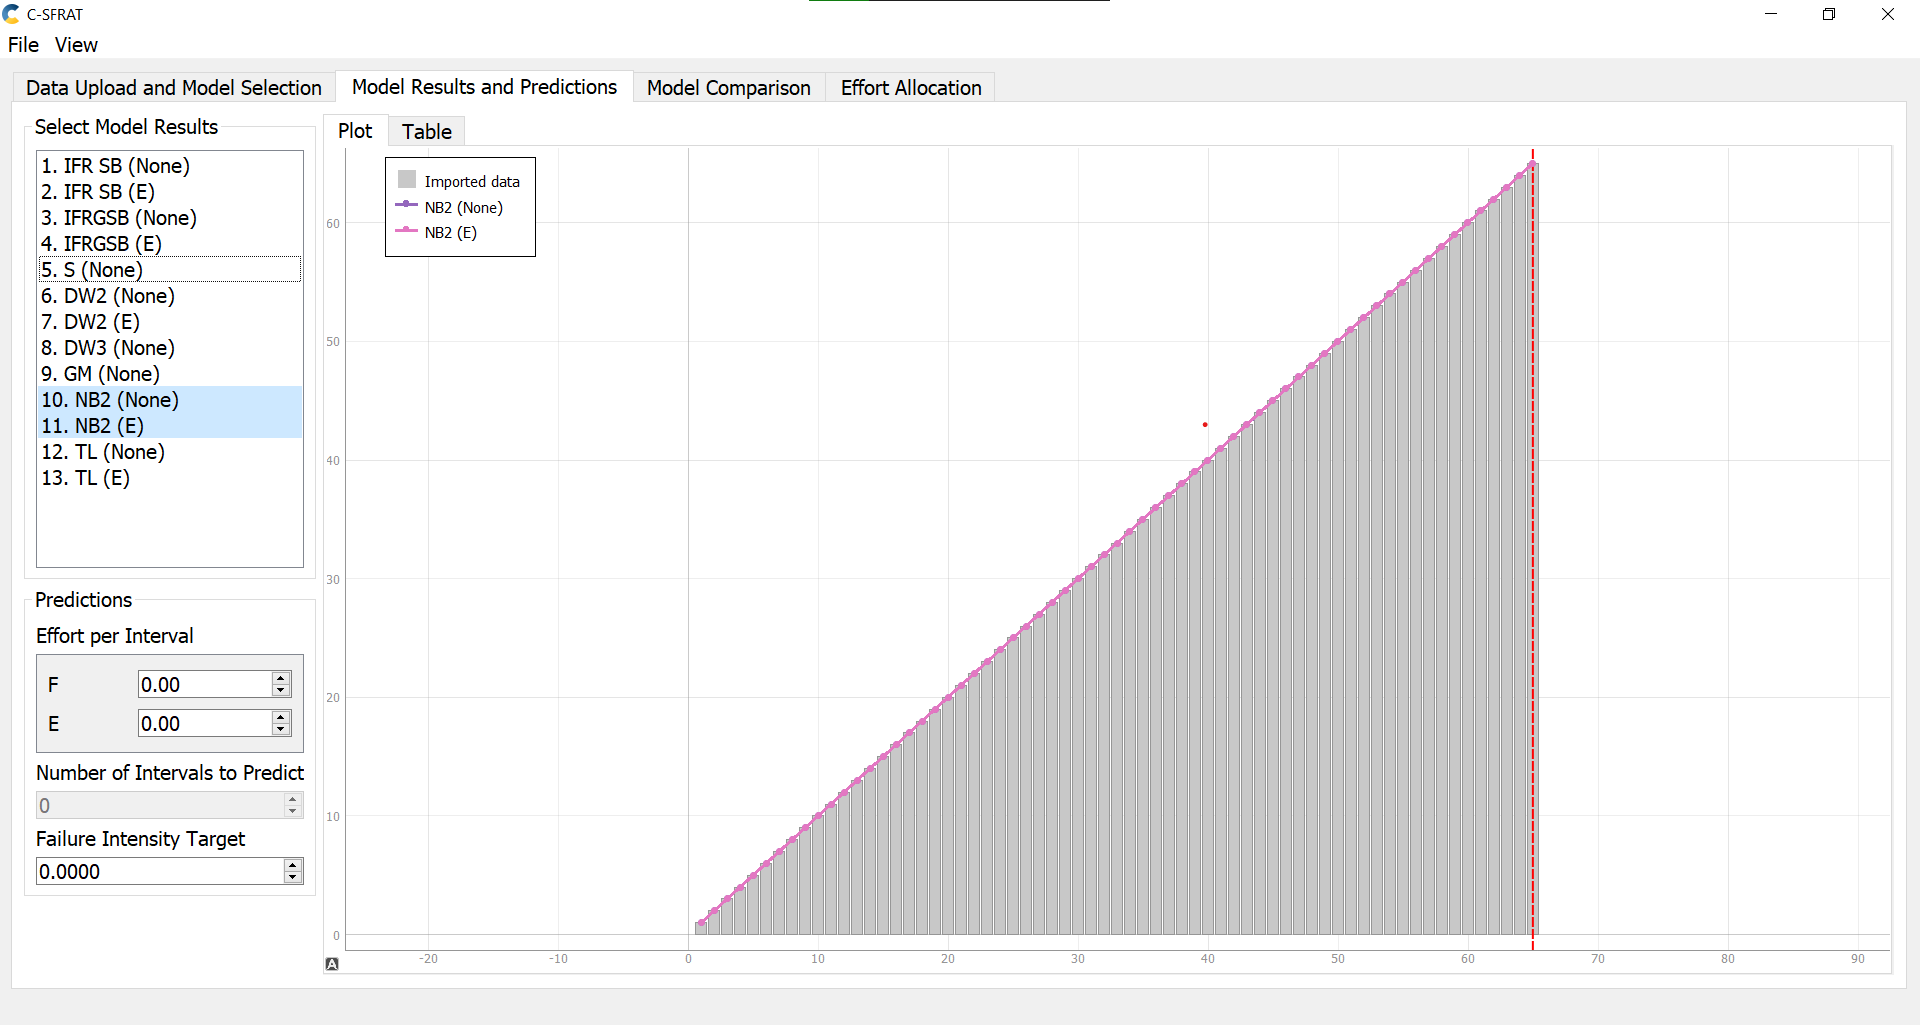 C-SFRAT
File View
Data Upload and Model Selection Model Results and Predictions Model Comparison Effort Allocation
Select Model Results
1. IFR SB (None)
2. IFR SB (E)
3. IFRGSB (None)
4. IFRGSB (E)
5. S (None)
6. DW2 (None)
7. DW2 (E)
8. DW3 (None)
9. GM (None)
10. NB2 (None)
11. NB2 (E)
12. TL (None)
13. TL (E)
Predictions
Effort per Interval
F 0.00
E 0.00
Number of Intervals to Predict
0
Failure Intensity Target
0.0000
Plot Table
Imported data
NB2 (None)
NB2 (E)
60
50
40
30
20
10
0
A
-20 -10 0 10 20 30 40 50 60 70 80 90